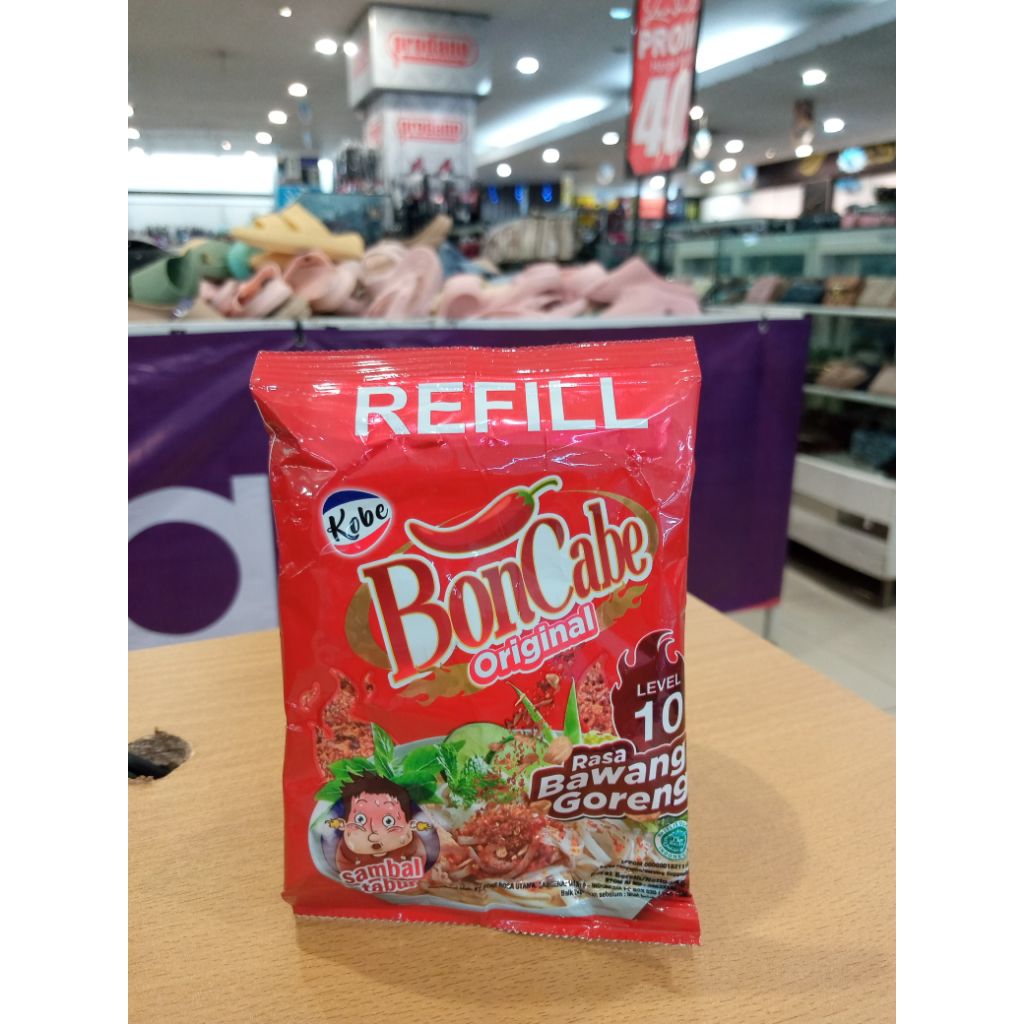 PROM
40
REFILL
Kobe
BonCabe
Original
LEVEL
10
Rasa
Bawang
Goreng
sambal
tabur